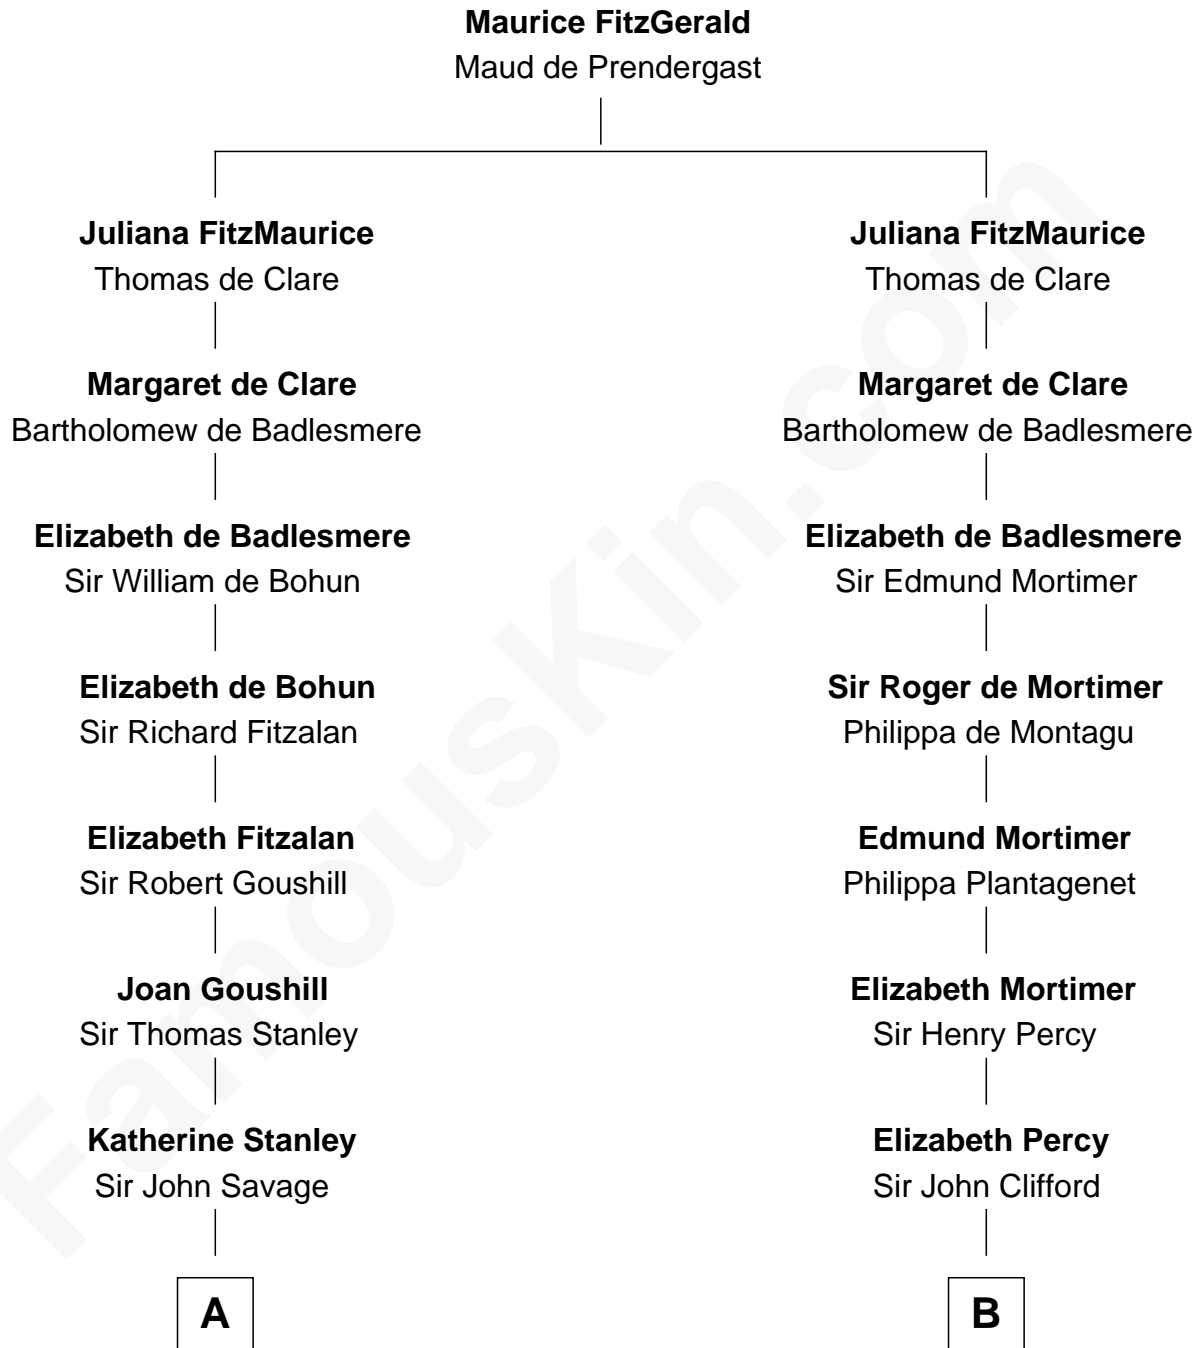 Maurice FitzGerald
Maud de Prendergast
Juliana FitzMaurice
Thomas de Clare
Juliana FitzMaurice
Thomas de Clare
Margaret de Clare
Bartholomew de Badlesmere
Margaret de Clare
Bartholomew de Badlesmere
Elizabeth de Badlesmere
Sir William de Bohun
Elizabeth de Badlesmere
Sir Edmund Mortimer
Elizabeth de Bohun
Sir Richard Fitzalan
Sir Roger de Mortimer
Philippa de Montagu
Elizabeth Fitzalan
Sir Robert Goushill
Edmund Mortimer
Philippa Plantagenet
Joan Goushill
Sir Thomas Stanley
Elizabeth Mortimer
Sir Henry Percy
Katherine Stanley
Sir John Savage
Elizabeth Percy
Sir John Clifford
A
B
FamousKin.com